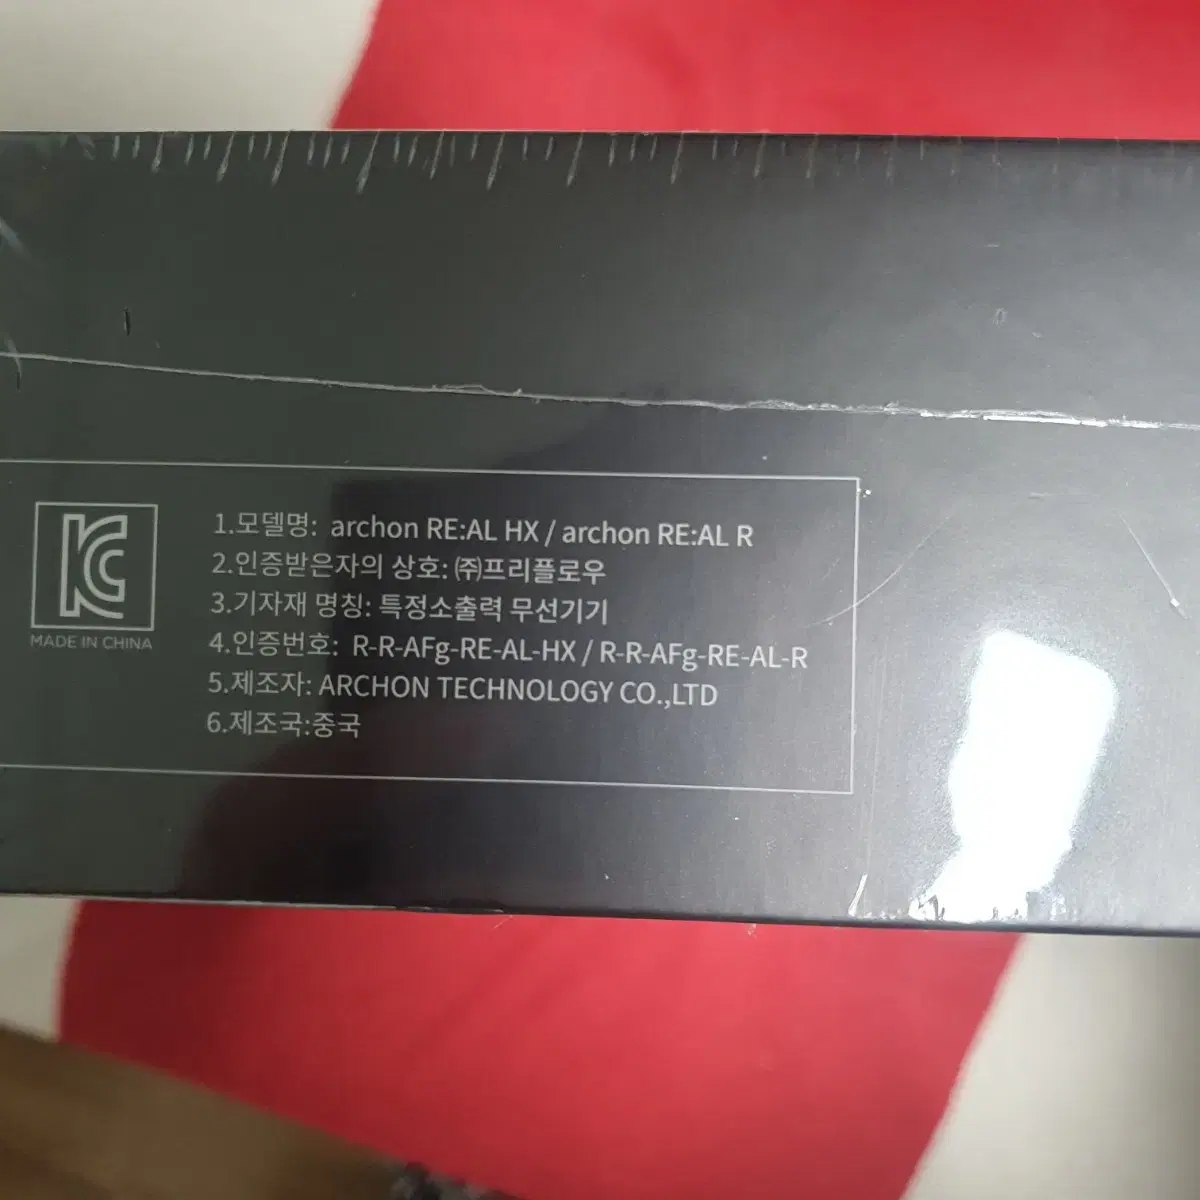 KC
MADE IN CHINA
1.모델명: archon RE:AL HX / archon RE:AL R
2.인증받은자의 상호: ㈜프리플로우
3.기자재 명칭: 특정소출력 무선기기
4.인증번호: R-R-AFg-RE-AL-HX / R-R-AFg-RE-AL-R
5.제조자: ARCHON TECHNOLOGY CO.,LTD
6.제조국:중국